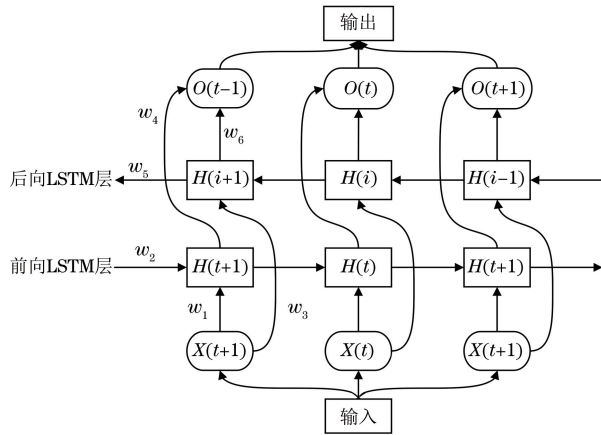 输出
O(t−1) O(t) O(t+1)
w4
w6
后向LSTM层 w5 H(i+1) H(i) H(i−1)
前向LSTM层 w2 H(t+1) H(t) H(t+1)
w1 w3
X(t+1) X(t) X(t+1)
输入